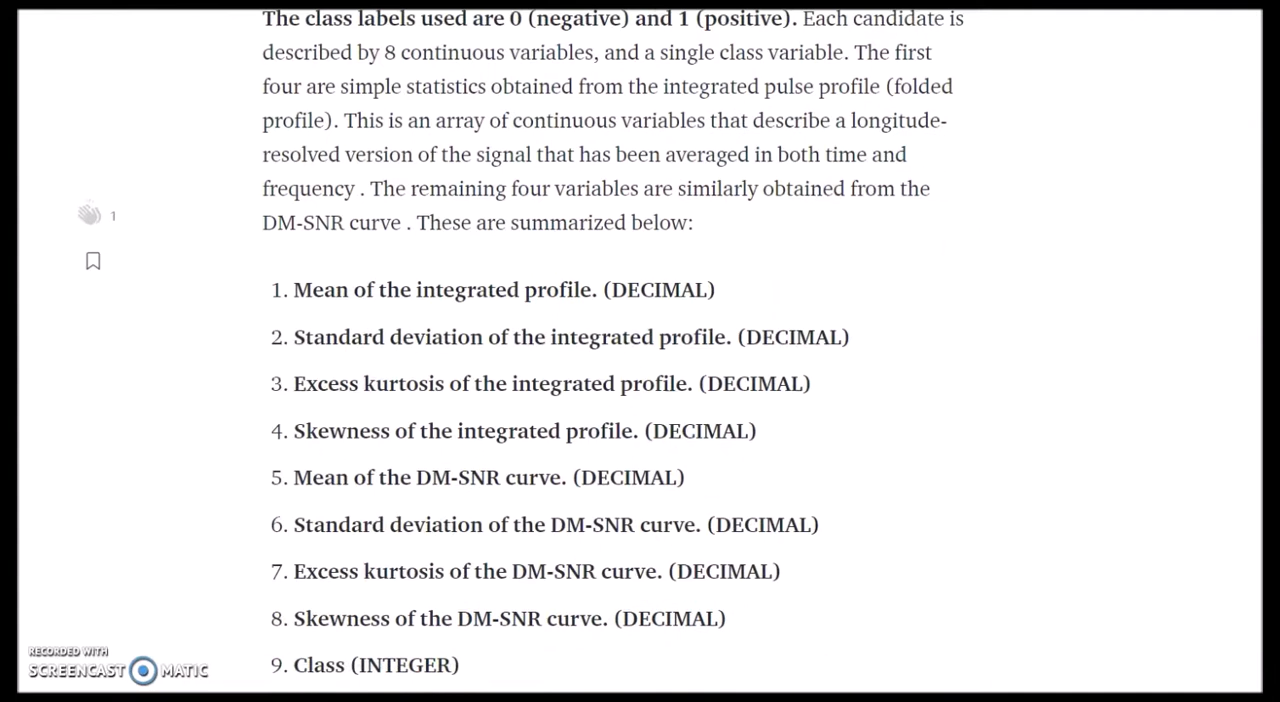 The class labels used are 0 (negative) and 1 (positive). Each candidate is
described by 8 continuous variables, and a single class variable. The first
four are simple statistics obtained from the integrated pulse profile (folded
profile). This is an array of continuous variables that describe a longitude-
resolved version of the signal that has been averaged in both time and
frequency . The remaining four variables are similarly obtained from the
DM-SNR curve . These are summarized below:
1
1. Mean of the integrated profile. (DECIMAL)
2. Standard deviation of the integrated profile. (DECIMAL)
3. Excess kurtosis of the integrated profile. (DECIMAL)
4. Skewness of the integrated profile. (DECIMAL)
5. Mean of the DM-SNR curve. (DECIMAL)
6. Standard deviation of the DM-SNR curve. (DECIMAL)
7. Excess kurtosis of the DM-SNR curve. (DECIMAL)
8. Skewness of the DM-SNR curve. (DECIMAL)
9. Class (INTEGER)
RECORDED WITH
SCREENCAST MATIC